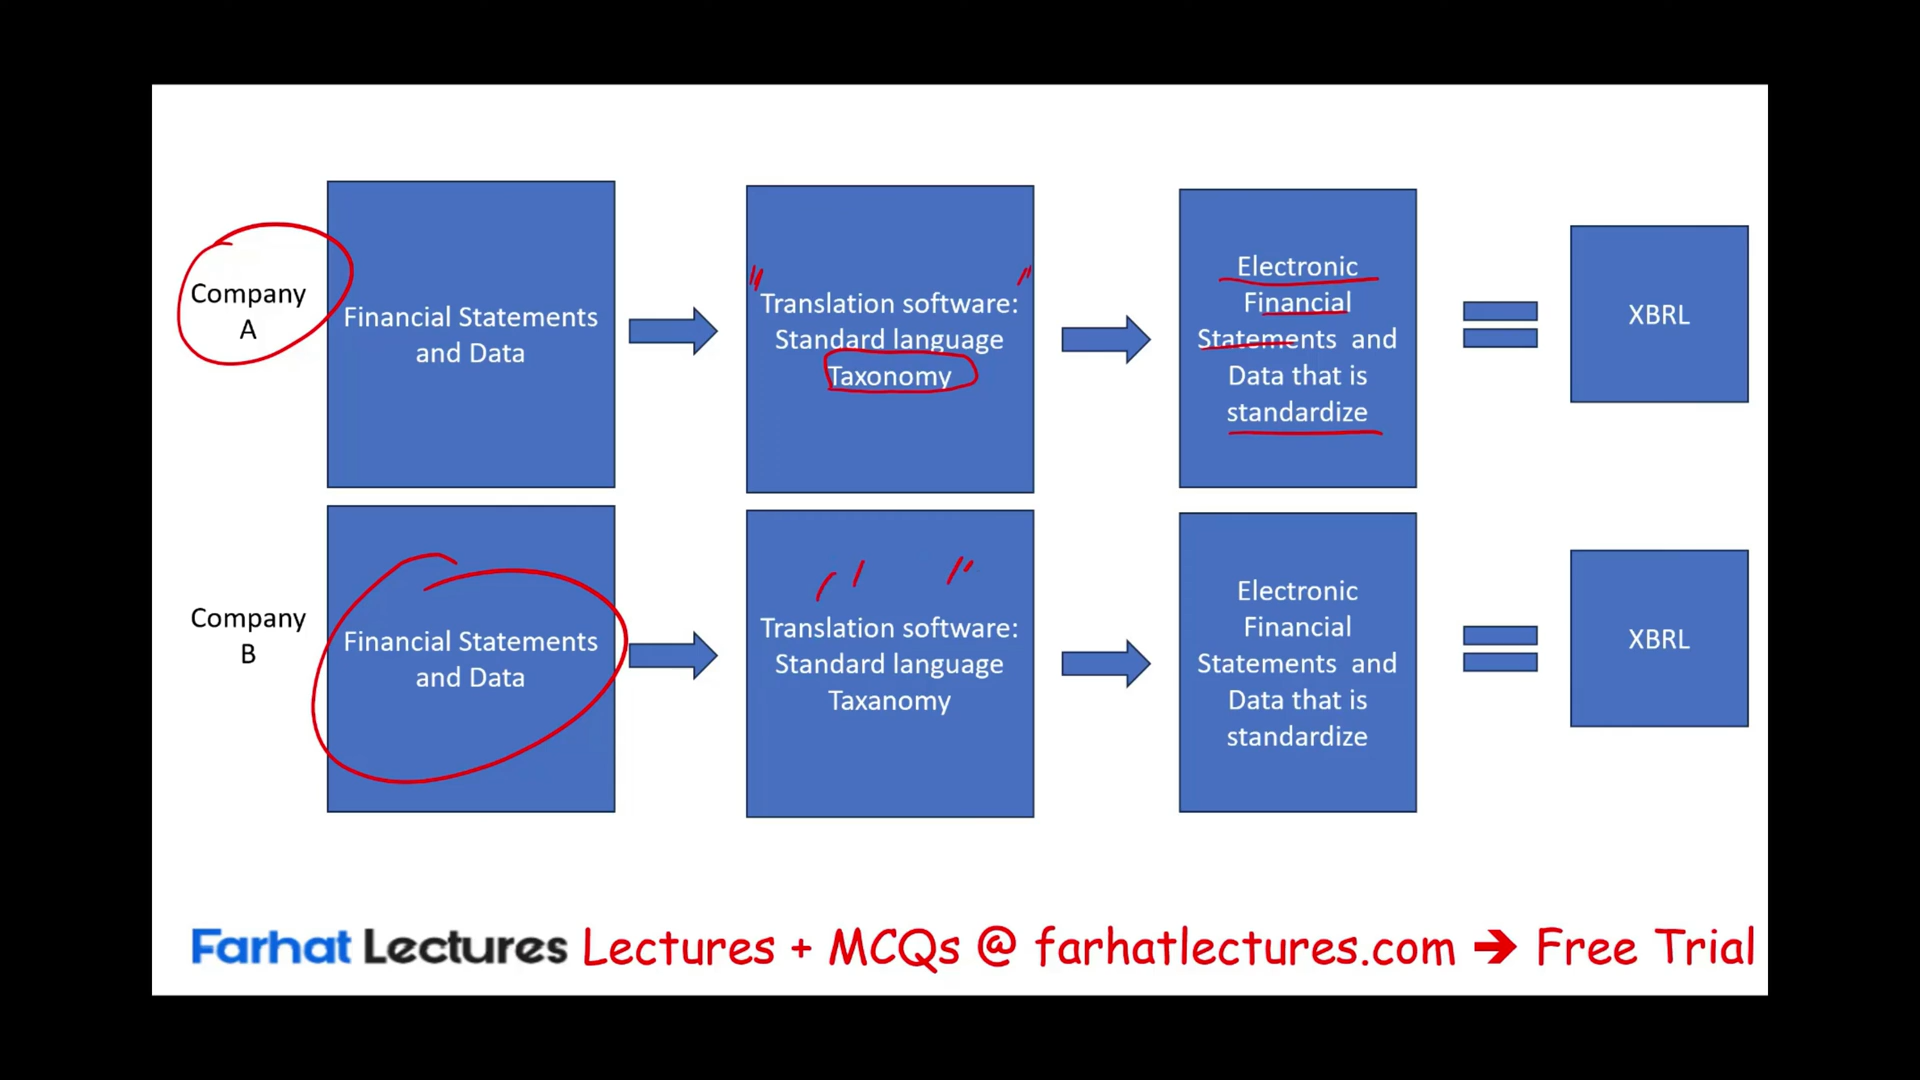 Company
A
Financial Statements
and Data
Translation software:
Standard language
Taxonomy
Electronic
Financial
Statements and
Data that is
standardize
XBRL
Company
B
Financial Statements
and Data
Translation software:
Standard language
Taxanomy
Electronic
Financial
Statements and
Data that is
standardize
XBRL
Farhat Lectures Lectures + MCQs @ farhatlectures.com ➔ Free Trial